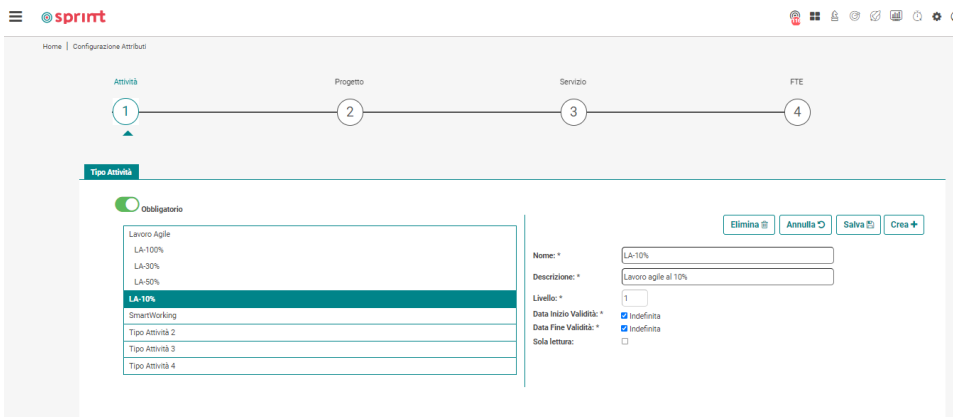 sprint
Home | Configurazione Attributi
Attività
Progetto
Servizio
FTE
1
2
3
4
Tipo Attività
Obbligatorio
Lavoro Agile
LA-100%
LA-30%
LA-50%
LA-10%
SmartWorking
Tipo Attività 2
Tipo Attività 3
Tipo Attività 4
Elimina
Annulla
Salva
Crea +
Nome: *
LA-10%
Descrizione: *
Lavoro agile al 10%
Livello: *
1
Data Inizio Validità: *
Indefinita
Data Fine Validità: *
Indefinita
Sola lettura: